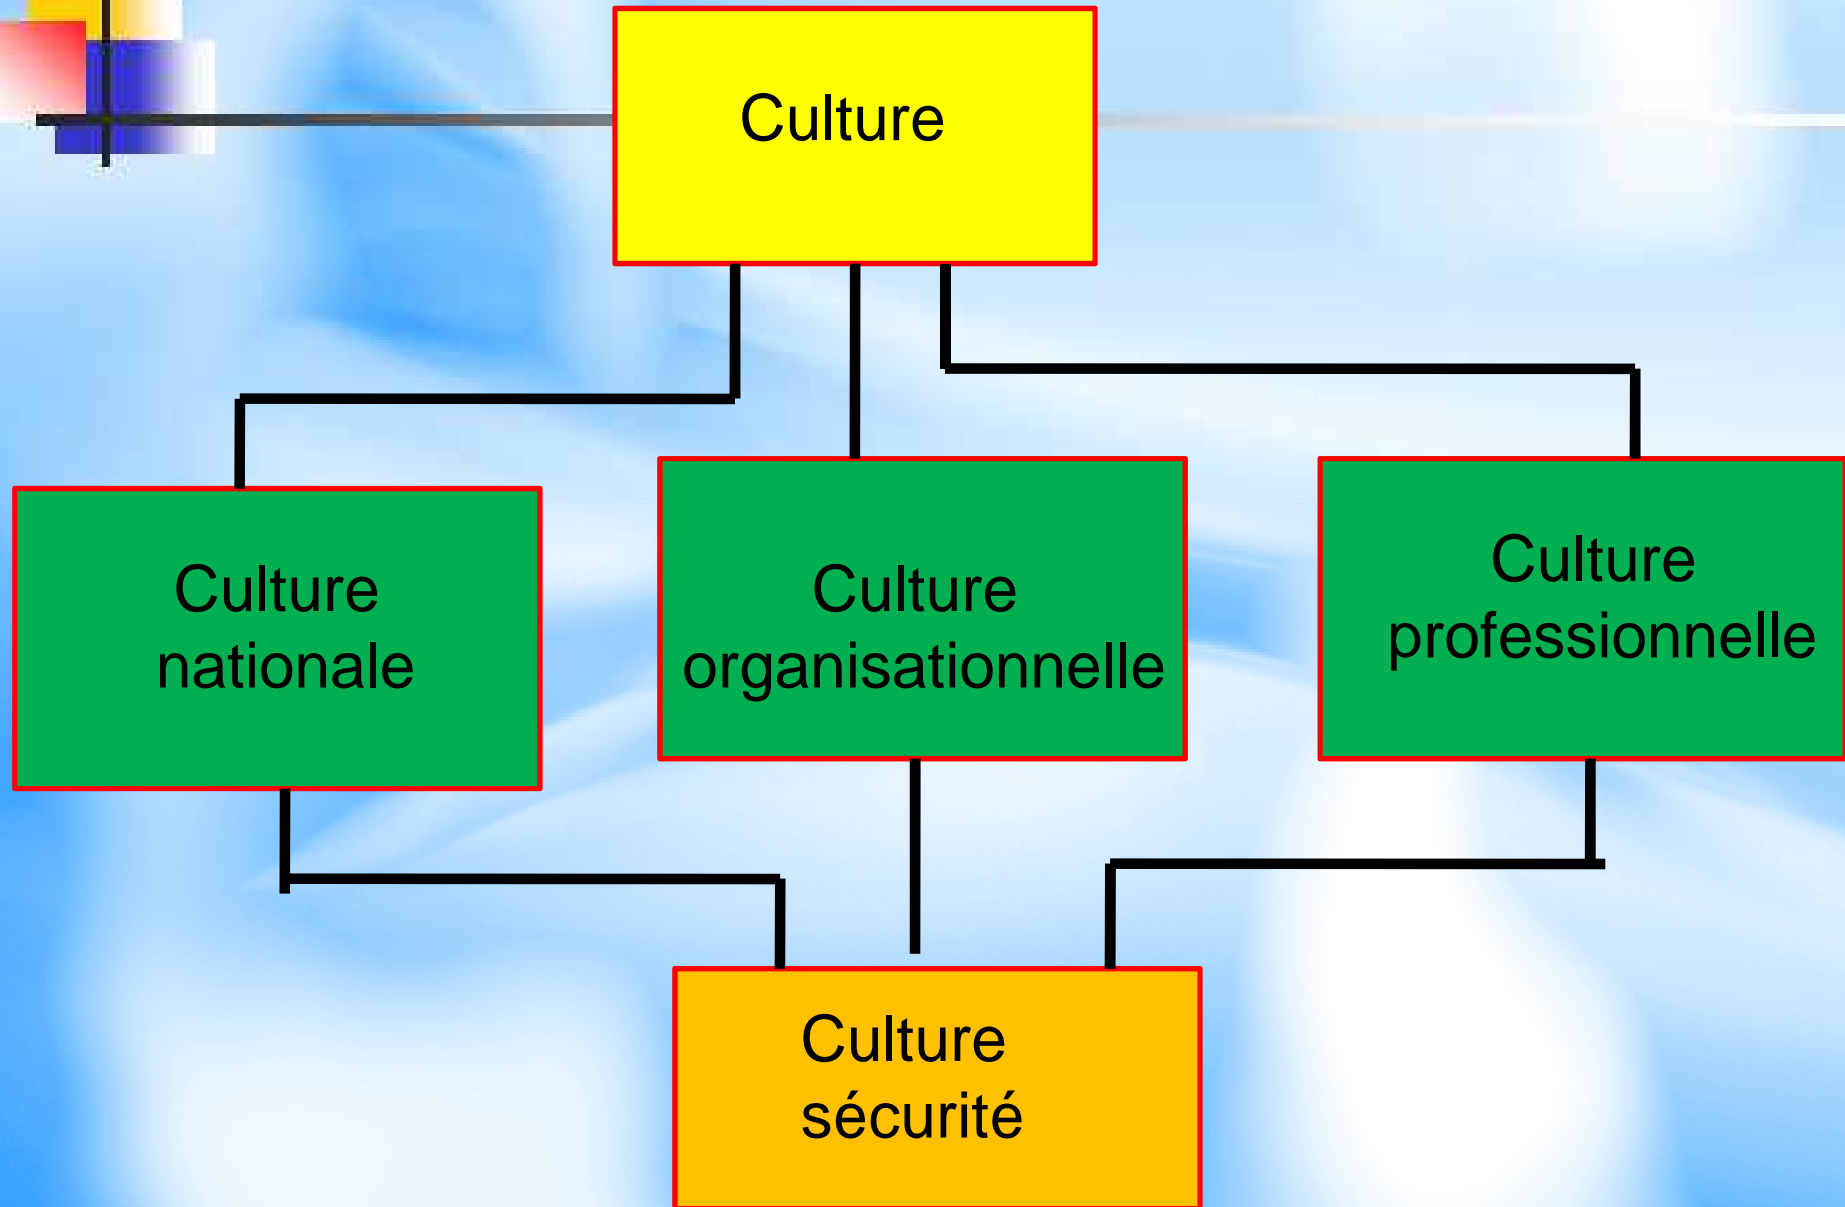 Culture
Culture
nationale
Culture
organisationnelle
Culture
professionnelle
Culture
sécurité